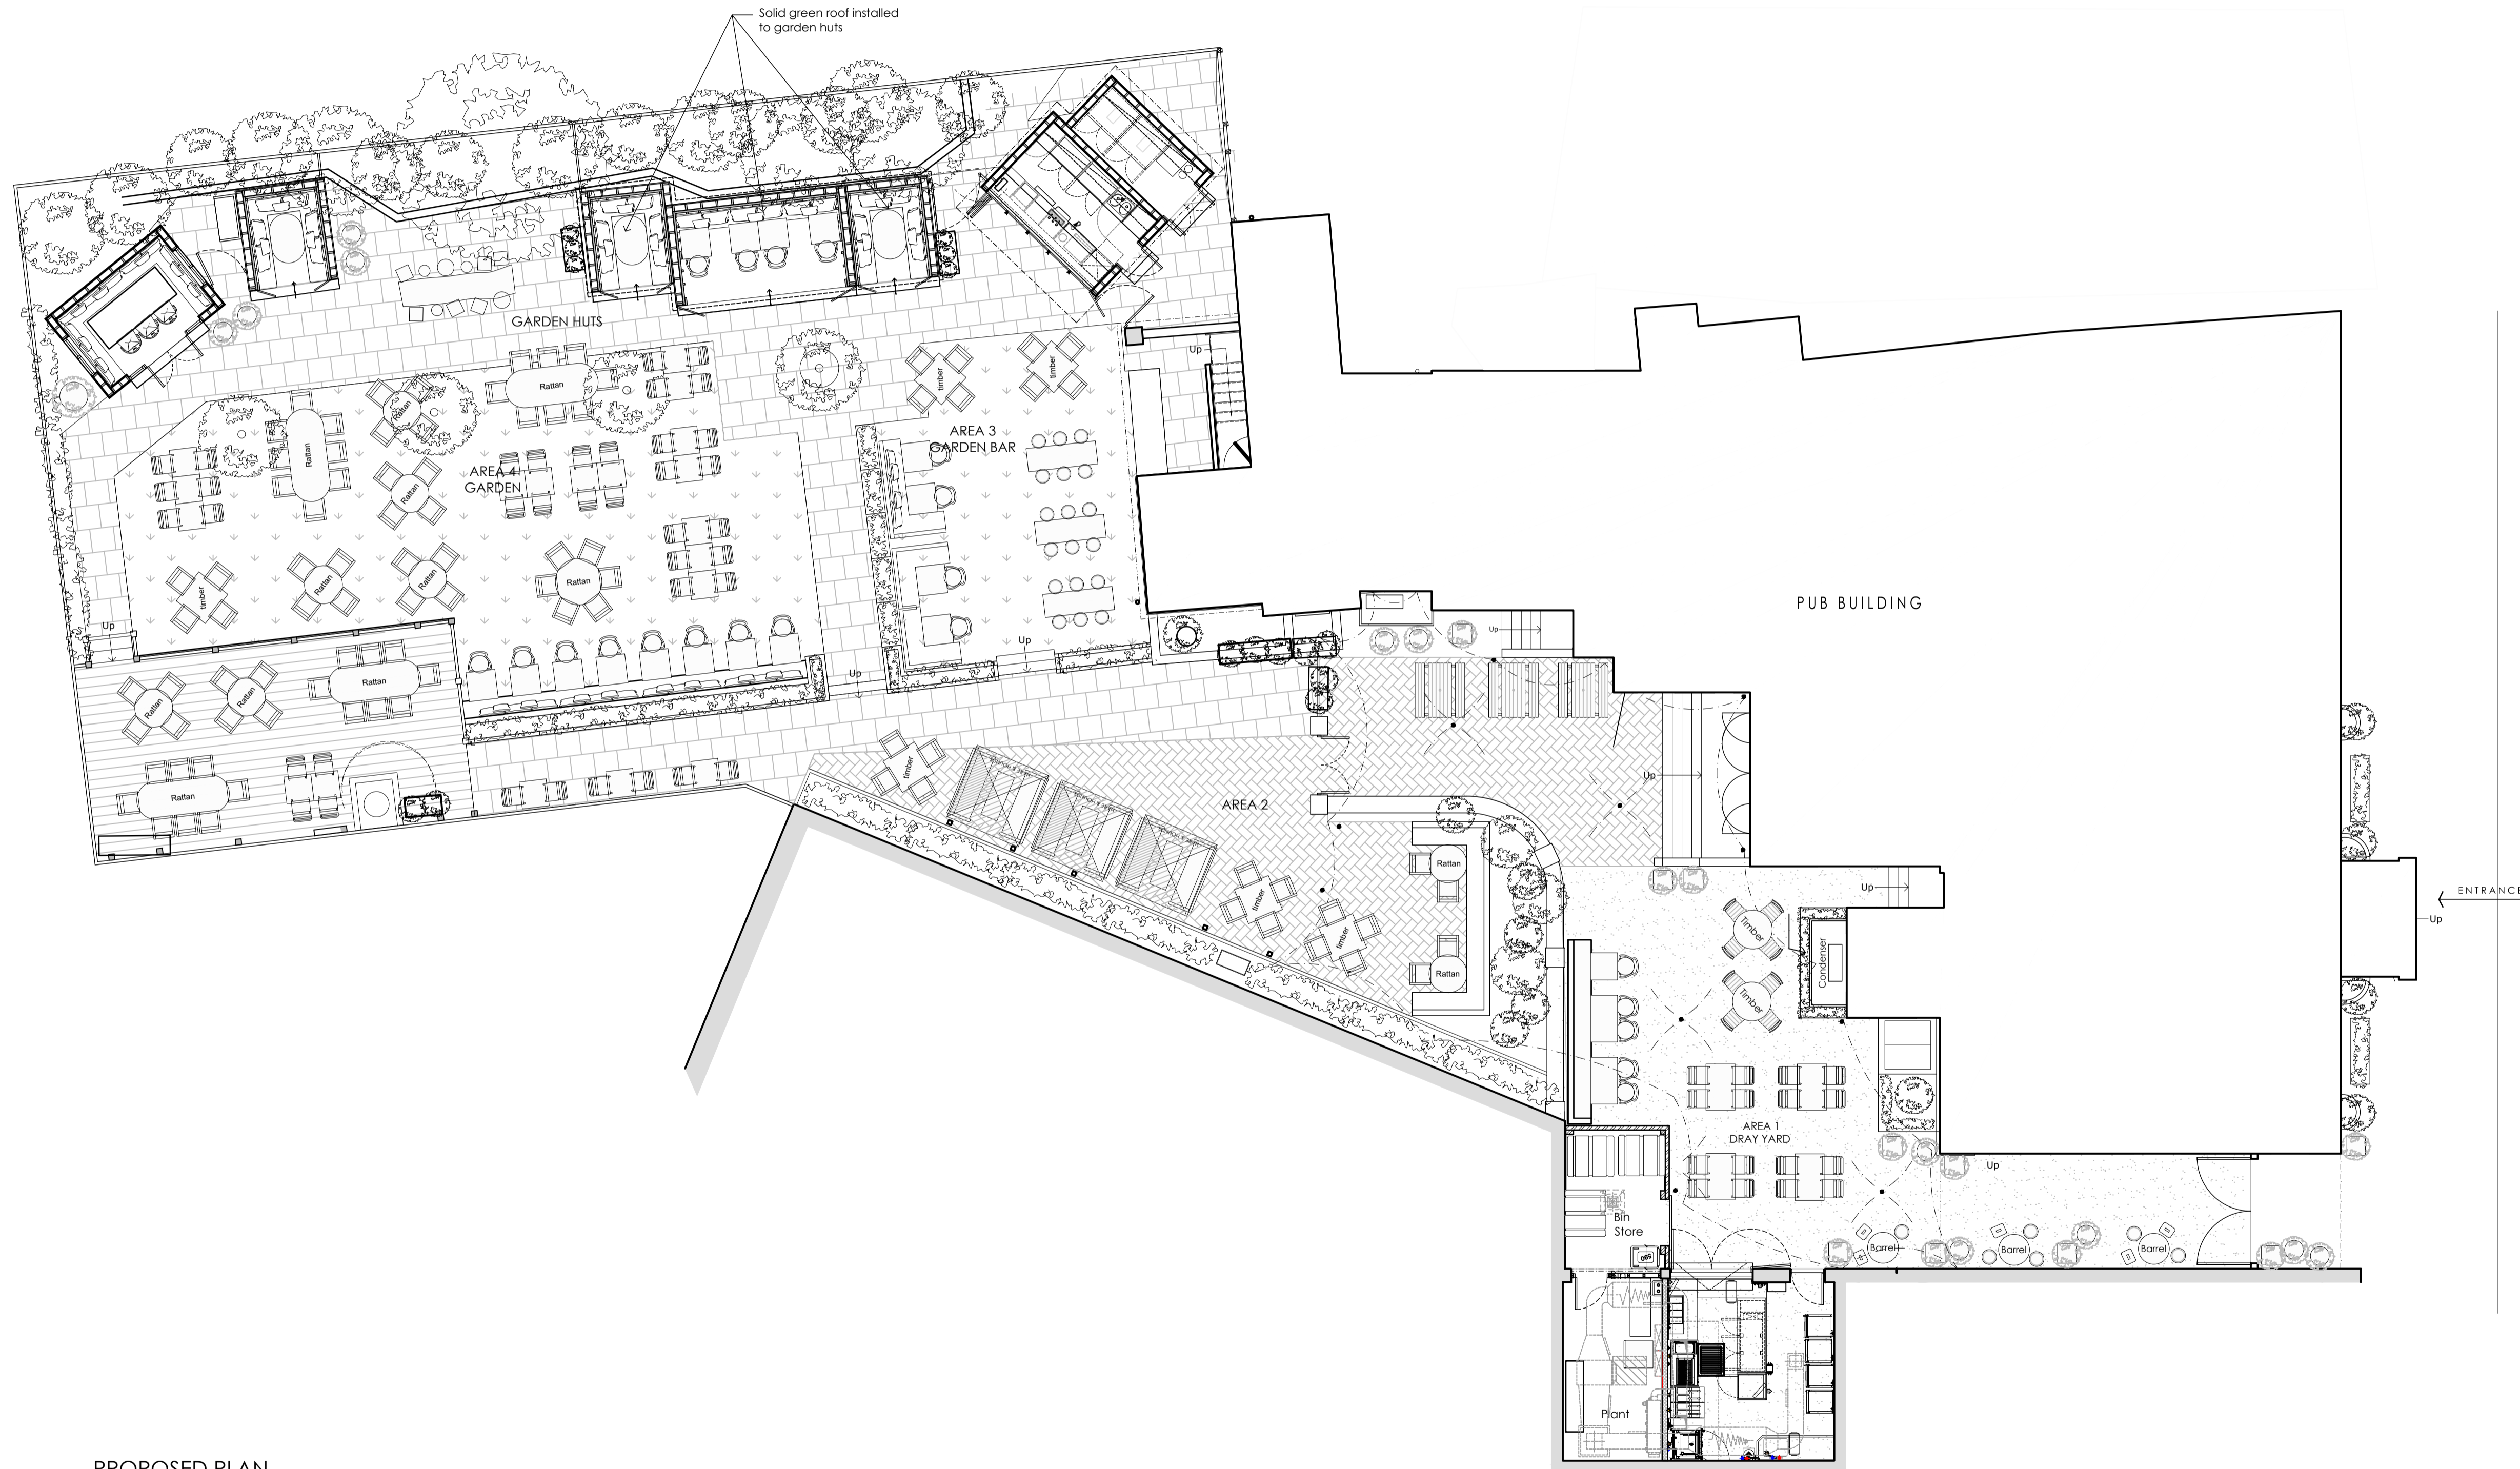 Solid green roof installed
to garden huts
GARDEN HUTS
Up
timber
timber
Rattan
Rattan
Rattan
AREA 3
GARDEN BAR
AREA 4
GARDEN
Rattan
timber
Rattan
Rattan
Rattan
PUB BUILDING
Up
Up
Up
Up
Rattan
Rattan
Rattan
Rattan
timber
AREA 2
Up
timber
timber
Rattan
Rattan
Up
ENTRANCE
Up
Timber
Timber
Condenser
AREA 1
DRAY YARD
Up
Bin
Store
Barrel
Barrel
Barrel
Plant
PROPOSED PLAN